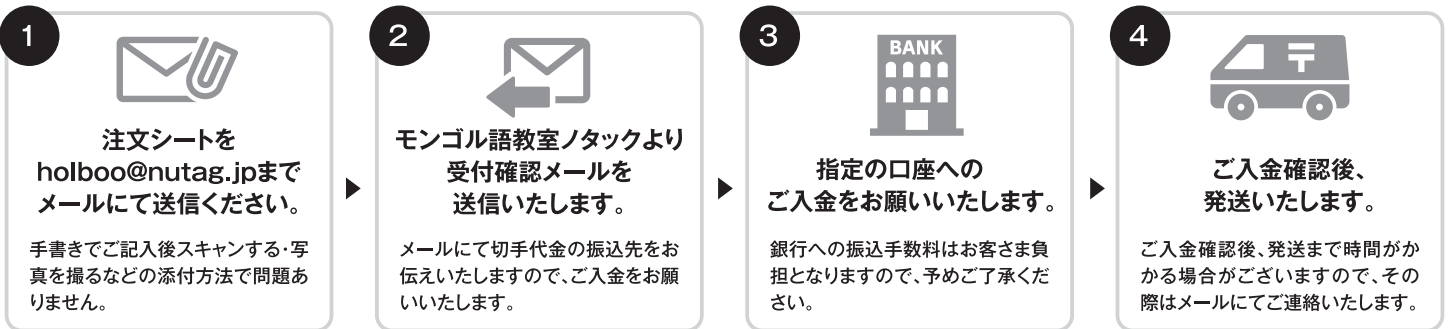 1
注文シートを
holboo@nutag.jpまで
メールにて送信ください。
手書きでご記入後スキャンする・写
真を撮るなどの添付方法で問題あ
りません。
2
モンゴル語教室ノタックより
受付確認メールを
送信いたします。
メールにて切手代金の振込先をお
伝えいたしますので、ご入金をお願
いいたします。
3
BANK
指定の口座への
ご入金をお願いいたします。
銀行への振込手数料はお客さま負
担となりますので、予めご了承くだ
さい。
4
〒
ご入金確認後、
発送いたします。
ご入金確認後、発送まで時間がか
かる場合がございますので、その
際はメールにてご連絡いたします。